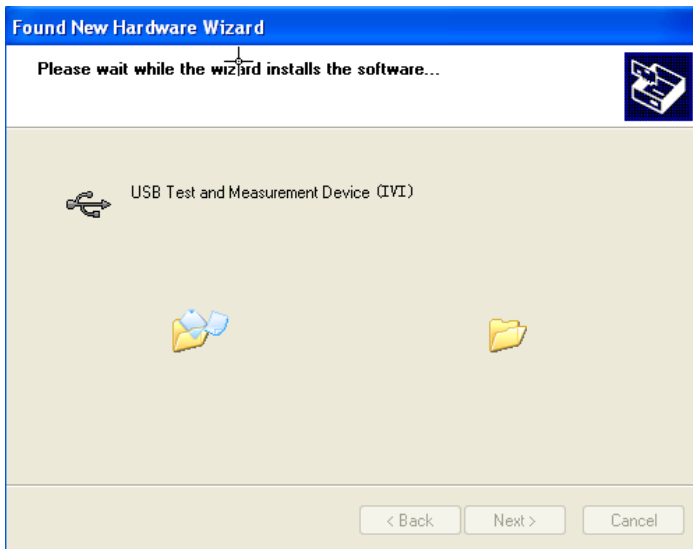 Found New Hardware Wizard
Please wait while the wizard installs the software...
USB Test and Measurement Device (IVI)
< Back
Next >
Cancel